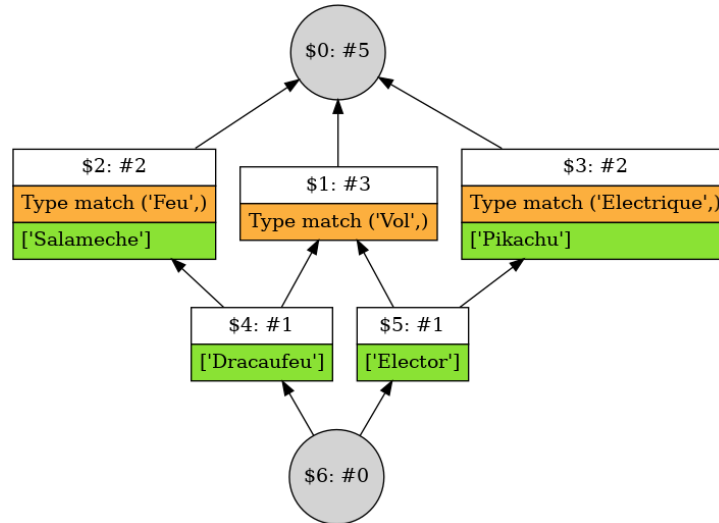 $0: #5
$2: #2
Type match ('Feu',)
['Salameche']
$1: #3
Type match ('Vol',)
$3: #2
Type match ('Electrique',)
['Pikachu']
$4: #1
['Dracaufeu']
$5: #1
['Elector']
$6: #0